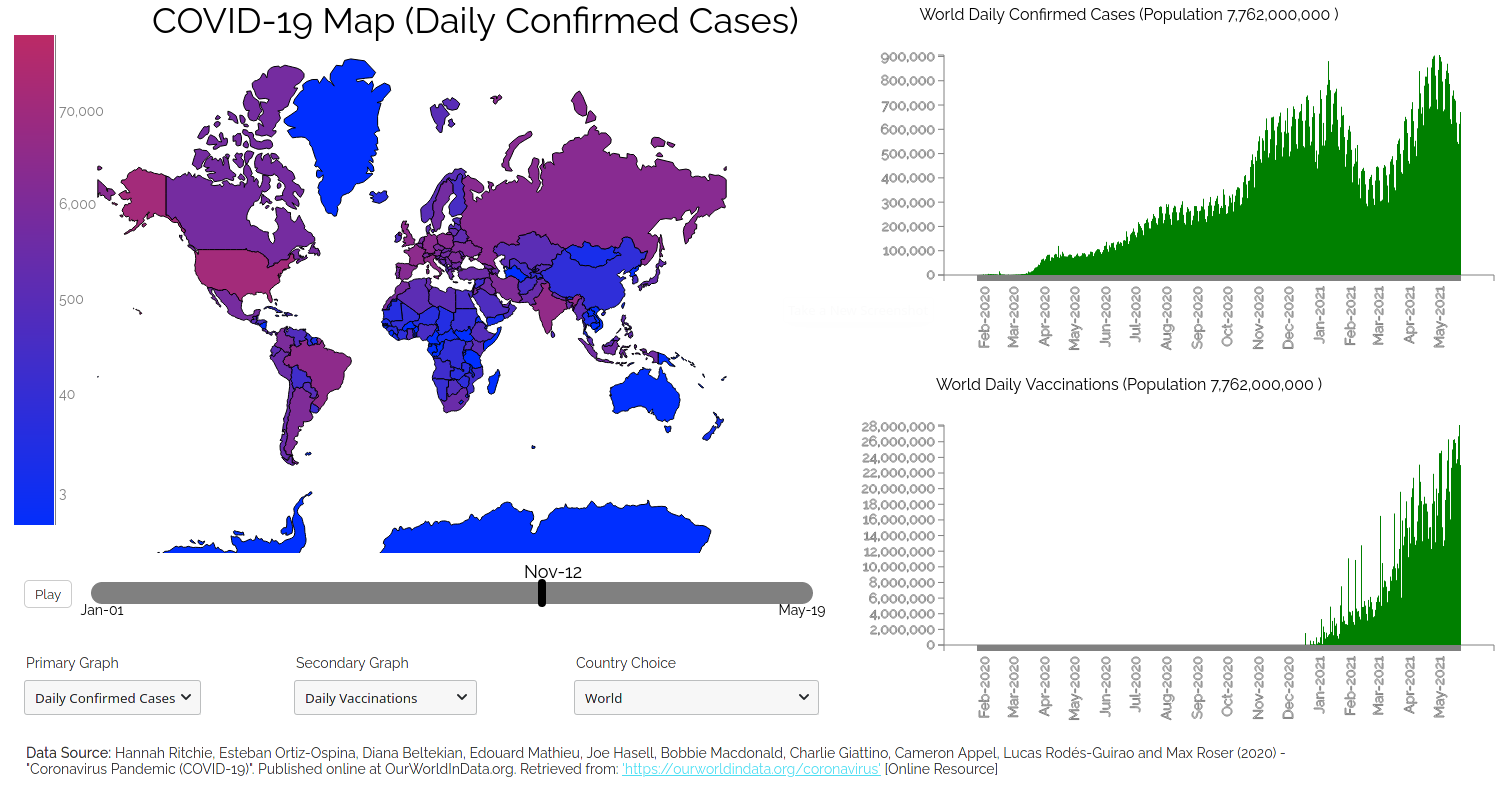 COVID-19 Map (Daily Confirmed Cases)
70,000
6,000
500
40
3
Nov-12
Play
Jan-01
May-19
Primary Graph
Secondary Graph
Country Choice
Daily Confirmed Cases
Daily Vaccinations
World
World Daily Confirmed Cases (Population 7,762,000,000 )
900,000
800,000
700,000
600,000
500,000
400,000
300,000
200,000
100,000
0
Feb-2020
Mar-2020
Apr-2020
May-2020
Jun-2020
Jul-2020
Aug-2020
Sep-2020
Oct-2020
Nov-2020
Dec-2020
Jan-2021
Feb-2021
Mar-2021
Apr-2021
May-2021
World Daily Vaccinations (Population 7,762,000,000 )
28,000,000
26,000,000
24,000,000
22,000,000
20,000,000
18,000,000
16,000,000
14,000,000
12,000,000
10,000,000
8,000,000
6,000,000
4,000,000
2,000,000
0
Feb-2020
Mar-2020
Apr-2020
May-2020
Jun-2020
Jul-2020
Aug-2020
Sep-2020
Oct-2020
Nov-2020
Dec-2020
Jan-2021
Feb-2021
Mar-2021
Apr-2021
May-2021
Data Source: Hannah Ritchie, Esteban Ortiz-Ospina, Diana Beltekian, Edouard Mathieu, Joe Hasell, Bobbie Macdonald, Charlie Giattino, Cameron Appel, Lucas Rodés-Guirao and Max Roser (2020) -
"Coronavirus Pandemic (COVID-19)". Published online at OurWorldInData.org. Retrieved from: 'https://ourworldindata.org/coronavirus' [Online Resource]